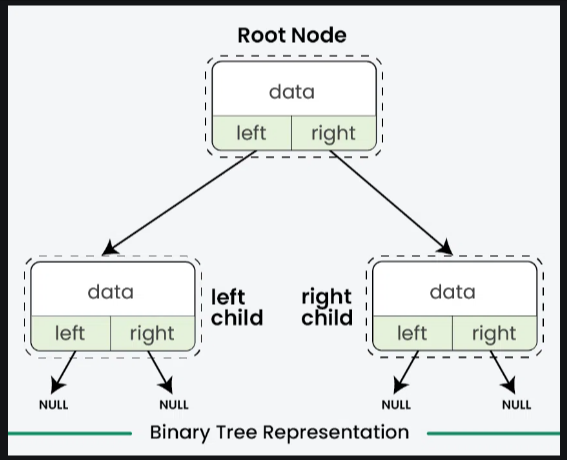 Root Node
data
left right
data
left right
left
child
right
child
data
left right
NULL NULL NULL NULL
Binary Tree Representation